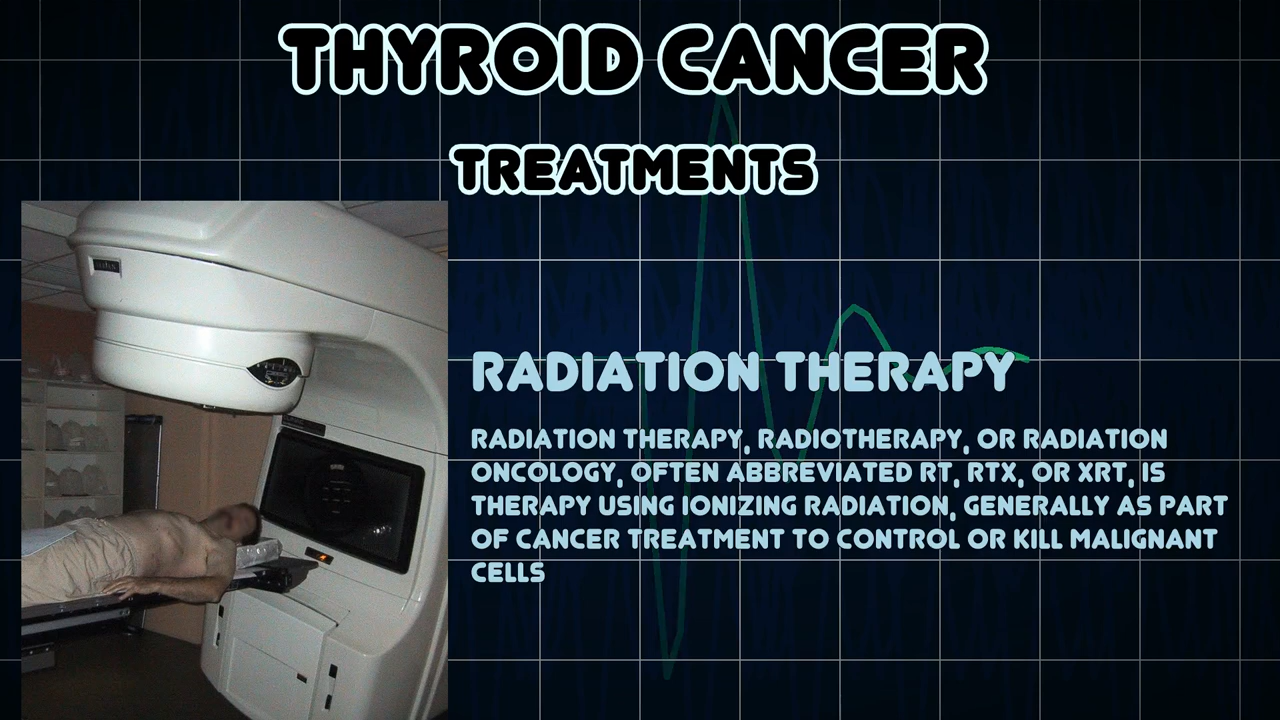 THYROID CANCER
TREATMENTS
RADIATION THERAPY
RADIATION THERAPY, RADIOTHERAPY, OR RADIATION
ONCOLOGY, OFTEN ABBREVIATED RT, RTX, OR XRT, IS
THERAPY USING IONIZING RADIATION, GENERALLY AS PART
OF CANCER TREATMENT TO CONTROL OR KILL MALIGNANT
CELLS